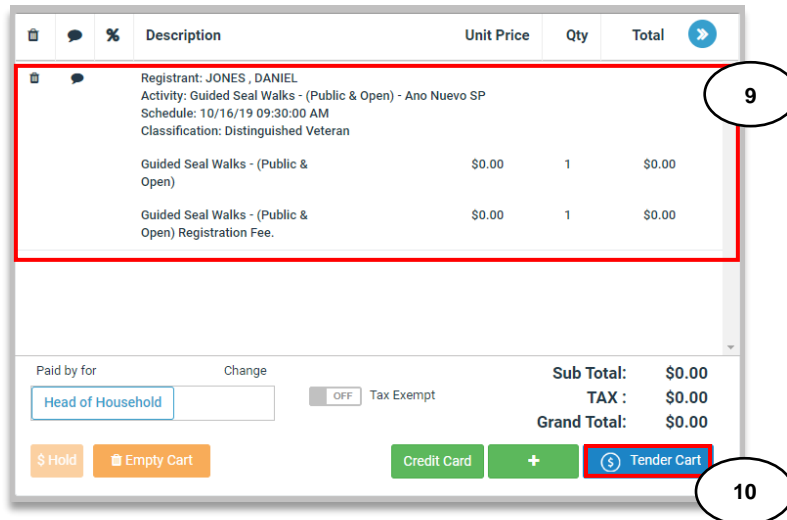 % Description Unit Price Qty Total
Registrant: JONES , DANIEL
Activity: Guided Seal Walks - (Public & Open) - Ano Nuevo SP
Schedule: 10/16/19 09:30:00 AM
Classification: Distinguished Veteran
9
Guided Seal Walks - (Public & $0.00 1 $0.00
Open)
Guided Seal Walks - (Public & $0.00 1 $0.00
Open) Registration Fee.
Paid by for Change
Sub Total: $0.00
Head of Household
OFF Tax Exempt
TAX : $0.00
Grand Total: $0.00
$ Hold Empty Cart Credit Card + $ Tender Cart
10